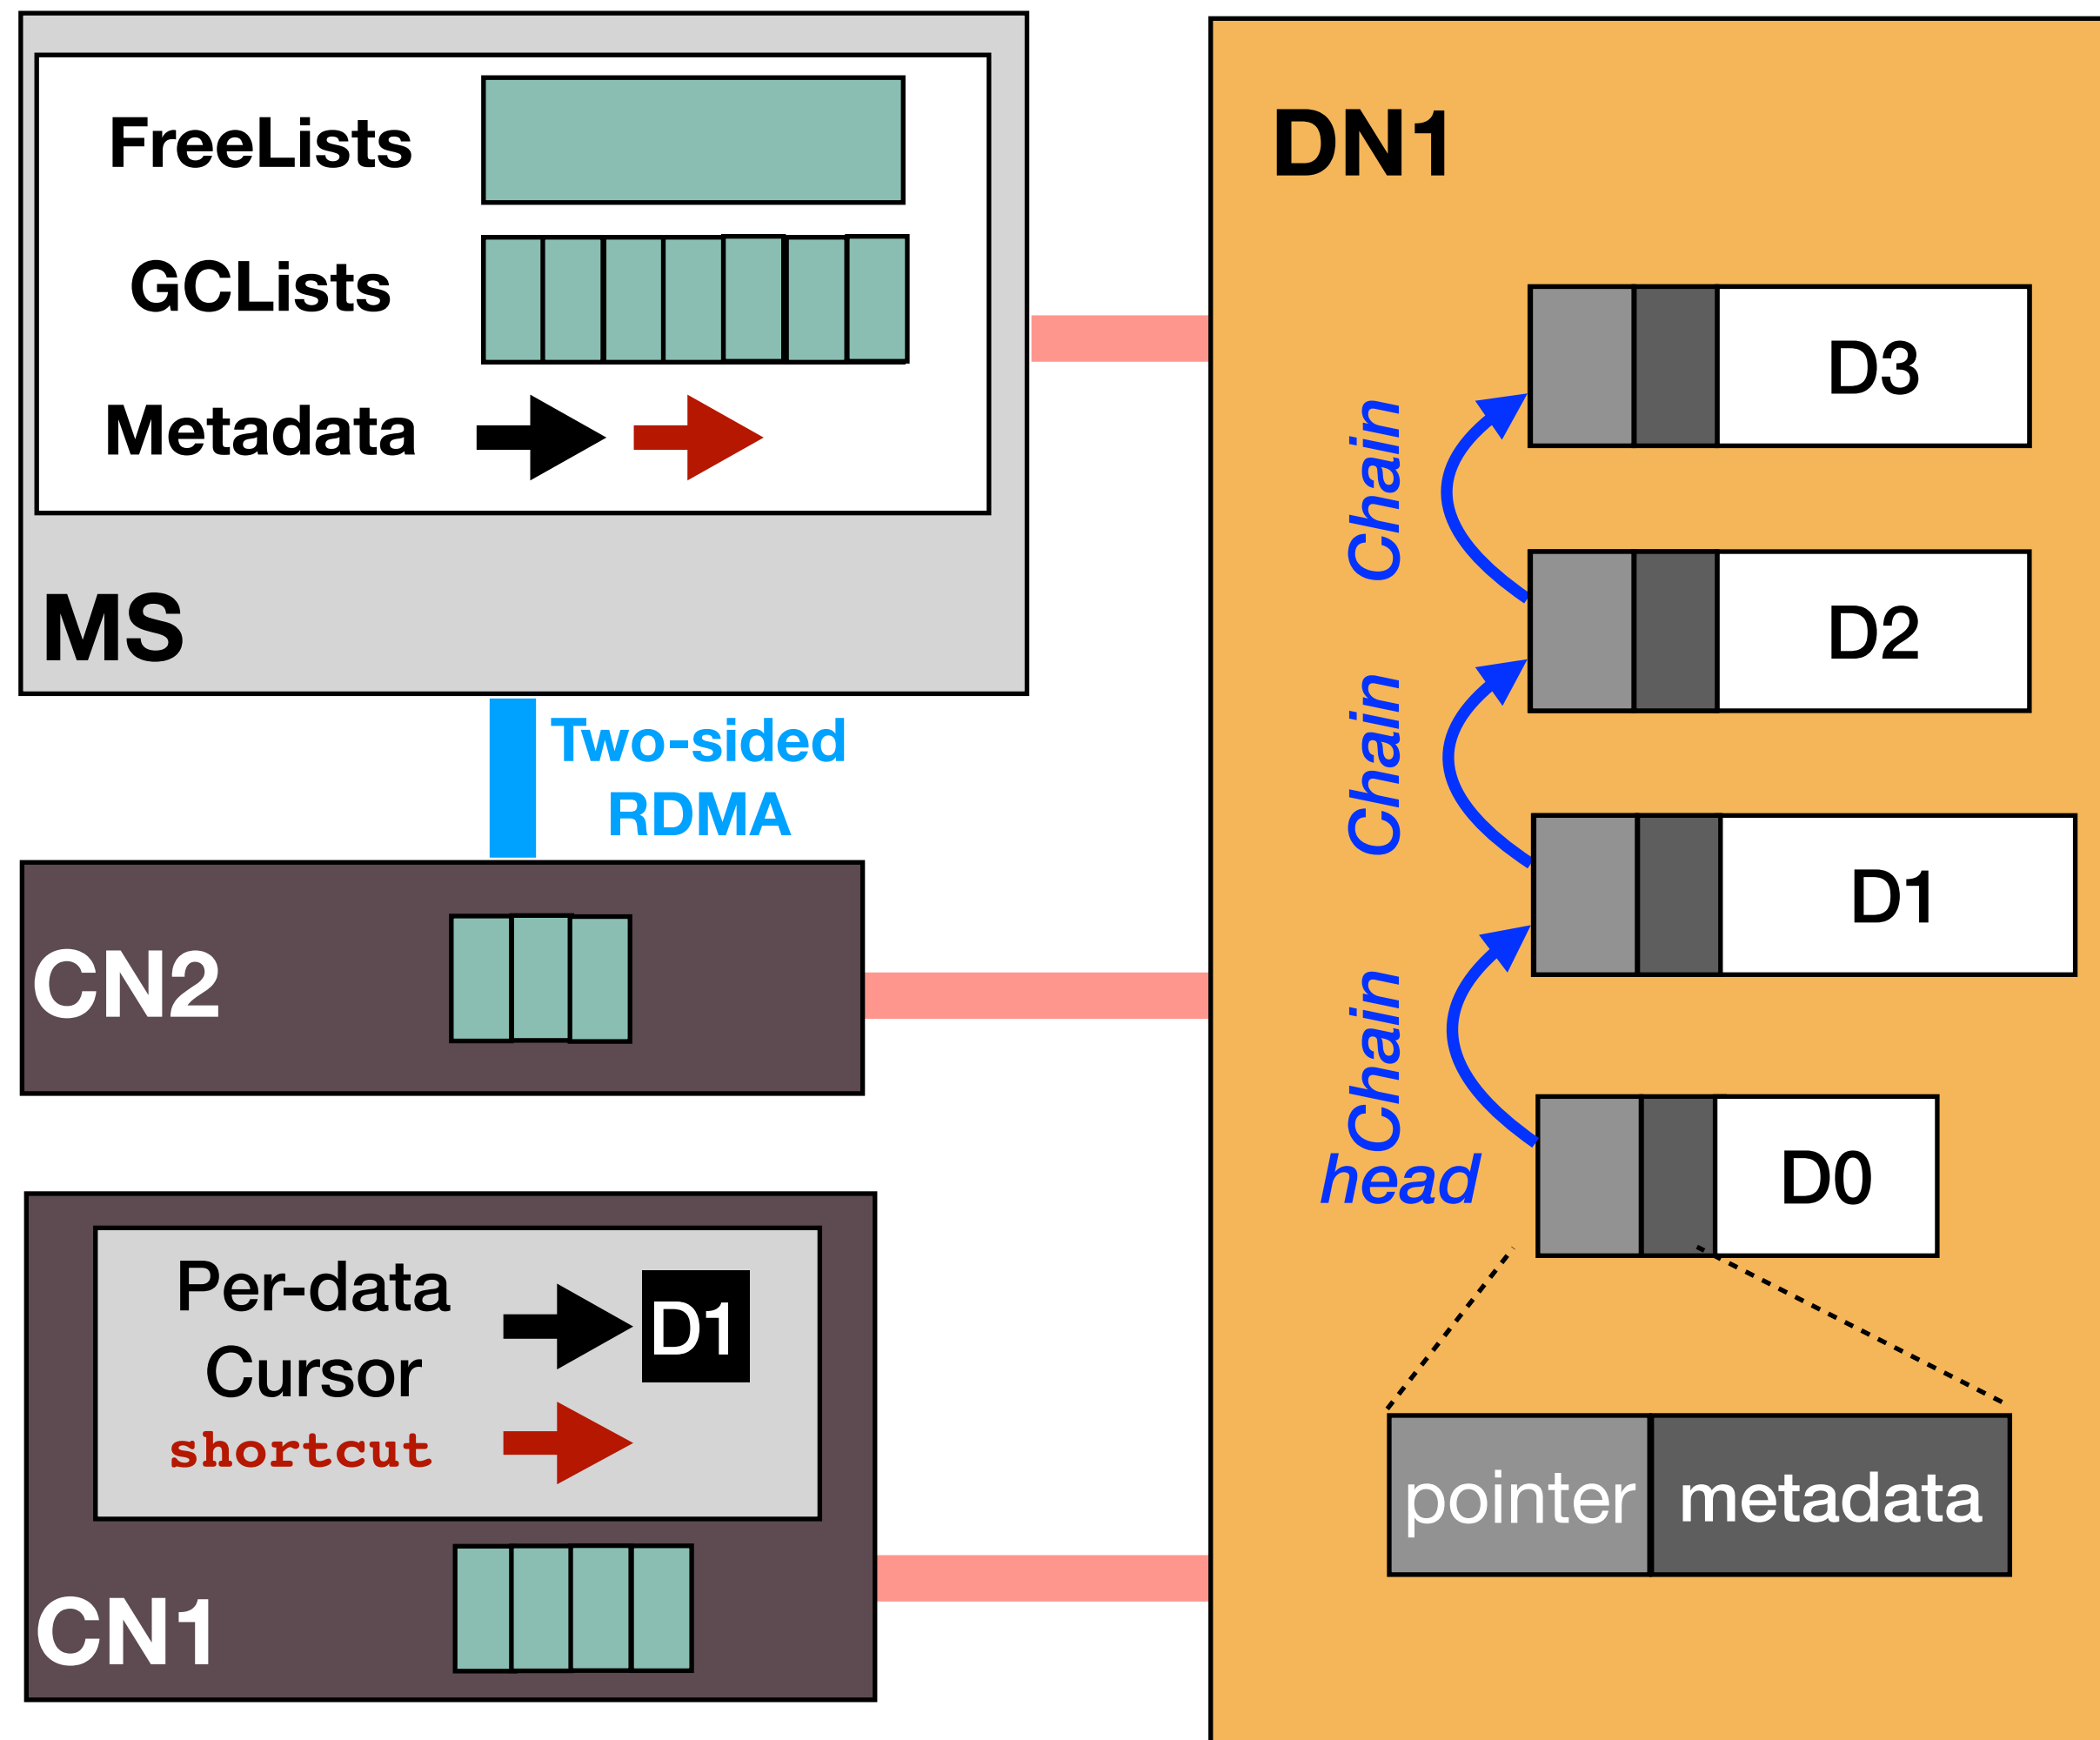 FreeLists
GCLists
Metadata
MS
Two-sided
RDMA
CN2
Per-data
Cursor
shortcut
D1
CN1
DN1
D3
Chain
D2
Chain
D1
Chain
head
D0
pointer
metadata